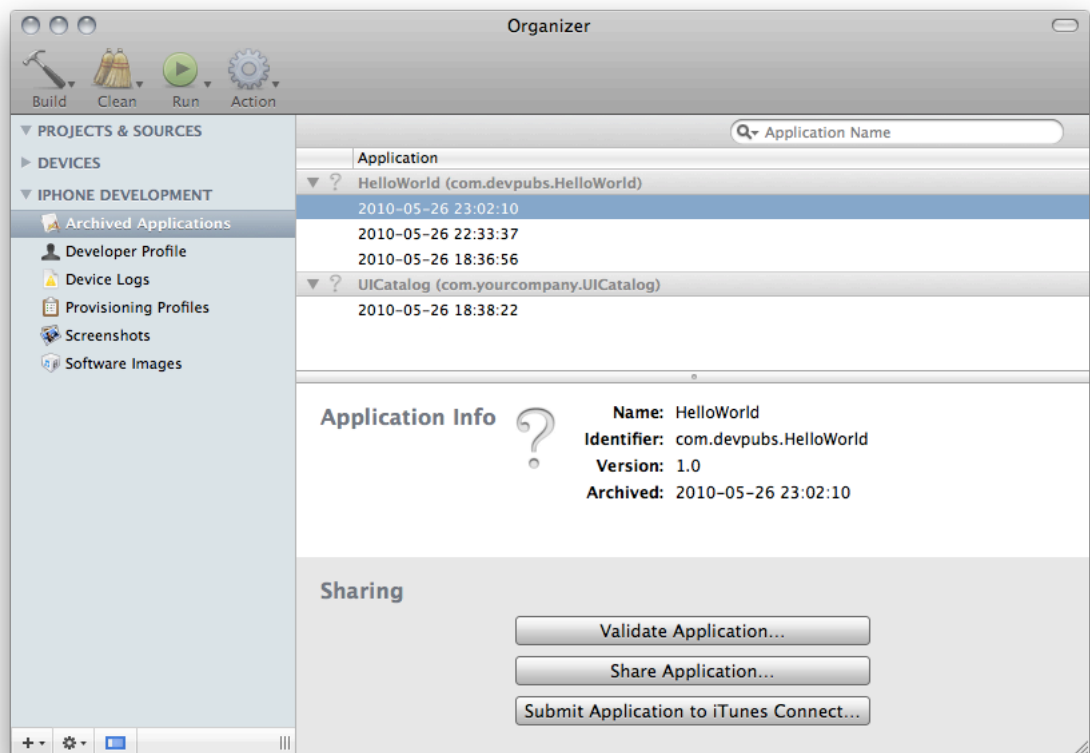 Organizer
Build Clean Run Action
PROJECTS & SOURCES
DEVICES
IPHONE DEVELOPMENT
Archived Applications
Developer Profile
Device Logs
Provisioning Profiles
Screenshots
Software Images
Application Name
Application
? HelloWorld (com.devpubs.HelloWorld)
2010-05-26 23:02:10
2010-05-26 22:33:37
2010-05-26 18:36:56
? UICatalog (com.yourcompany.UICatalog)
2010-05-26 18:38:22
Application Info ?
Name: HelloWorld
Identifier: com.devpubs.HelloWorld
Version: 1.0
Archived: 2010-05-26 23:02:10
Sharing
Validate Application...
Share Application...
Submit Application to iTunes Connect...